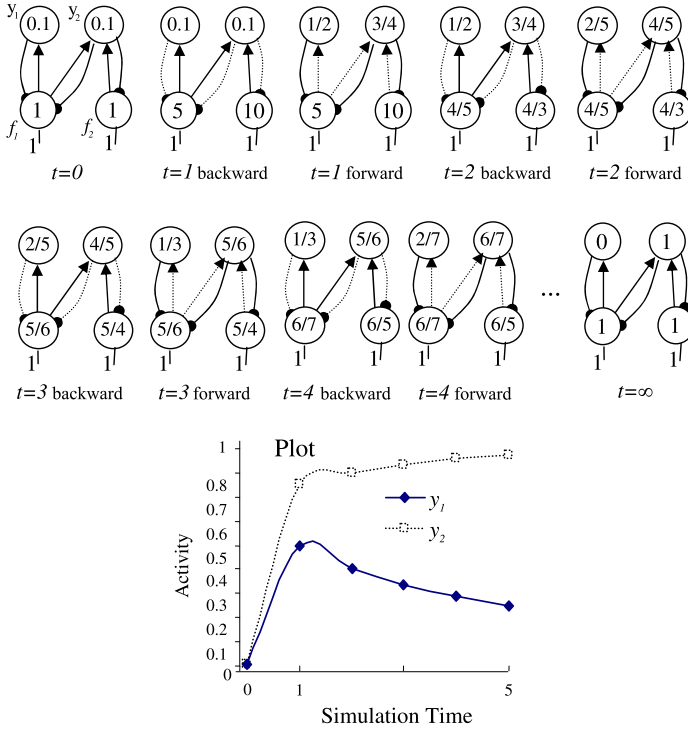 y1 0.1 y2 0.1 0.1 0.1 1/2 3/4 1/2 3/4 2/5 4/5
1 1 5 10 5 10 4/5 4/3 4/5 4/3
f1 1 f2 1 1 1 1 1 1 1 1 1
t=0 t=1 backward t=1 forward t=2 backward t=2 forward
2/5 4/5 1/3 5/6 1/3 5/6 2/7 6/7 0 1
5/6 5/4 5/6 5/4 6/7 6/5 6/7 6/5 ... 1 1
1 1 1 1 1 1 1 1 1 1
t=3 backward t=3 forward t=4 backward t=4 forward t=∞
Plot
1
0.9
0.8
0.7
0.6
0.5
0.4
0.3
0.2
0.1
0
Activity
y1
y2
0 1 5
Simulation Time